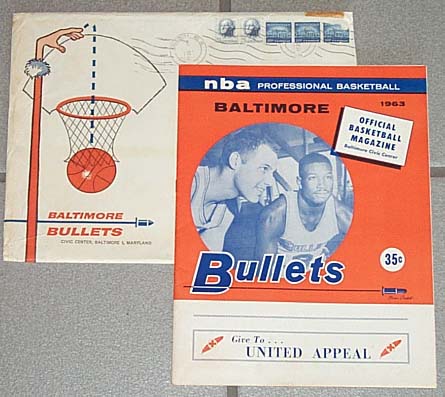 BALTIMORE
BULLETS
CIVIC CENTER, BALTIMORE 1, MARYLAND
nba PROFESSIONAL BASKETBALL
BALTIMORE
1963
OFFICIAL
BASKETBALL
MAGAZINE
Baltimore Civic Center
Bullets
35¢
Give To . . .
UNITED APPEAL